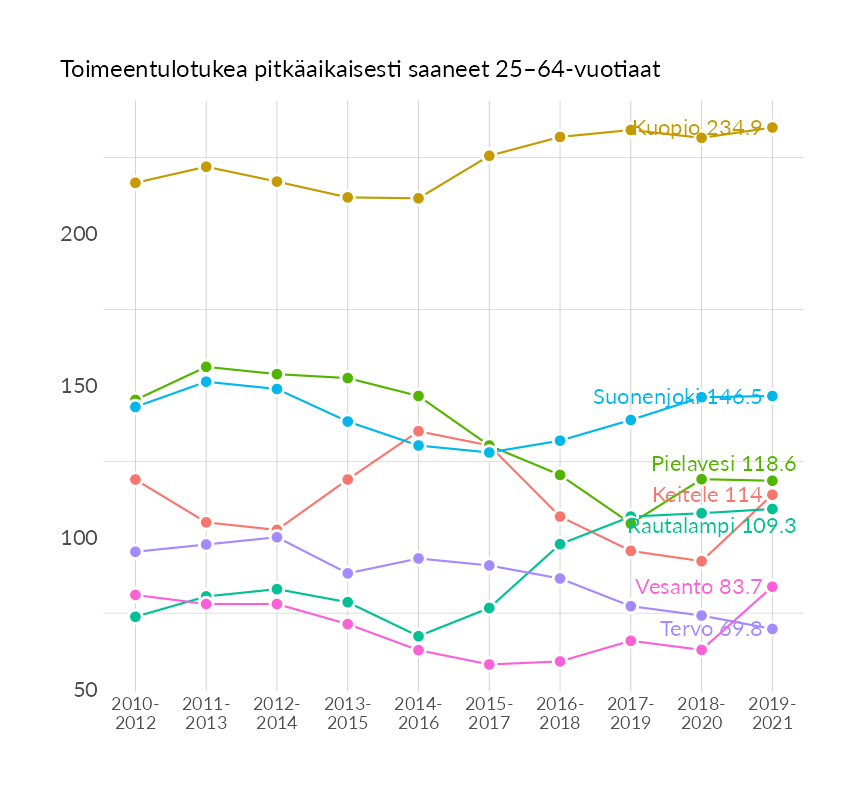 Toimeentulotukea pitkäaikaisesti saaneet 25–64-vuotiaat
Kuopio 234.9
200
150
Suonenjoki 146.5
Pielavesi 118.6
Keitele 114
100
Rautalampi 109.3
Vesanto 83.7
Tervo 69.8
50
2010- 2011- 2012- 2013- 2014- 2015- 2016- 2017- 2018- 2019-
2012 2013 2014 2015 2016 2017 2018 2019 2020 2021